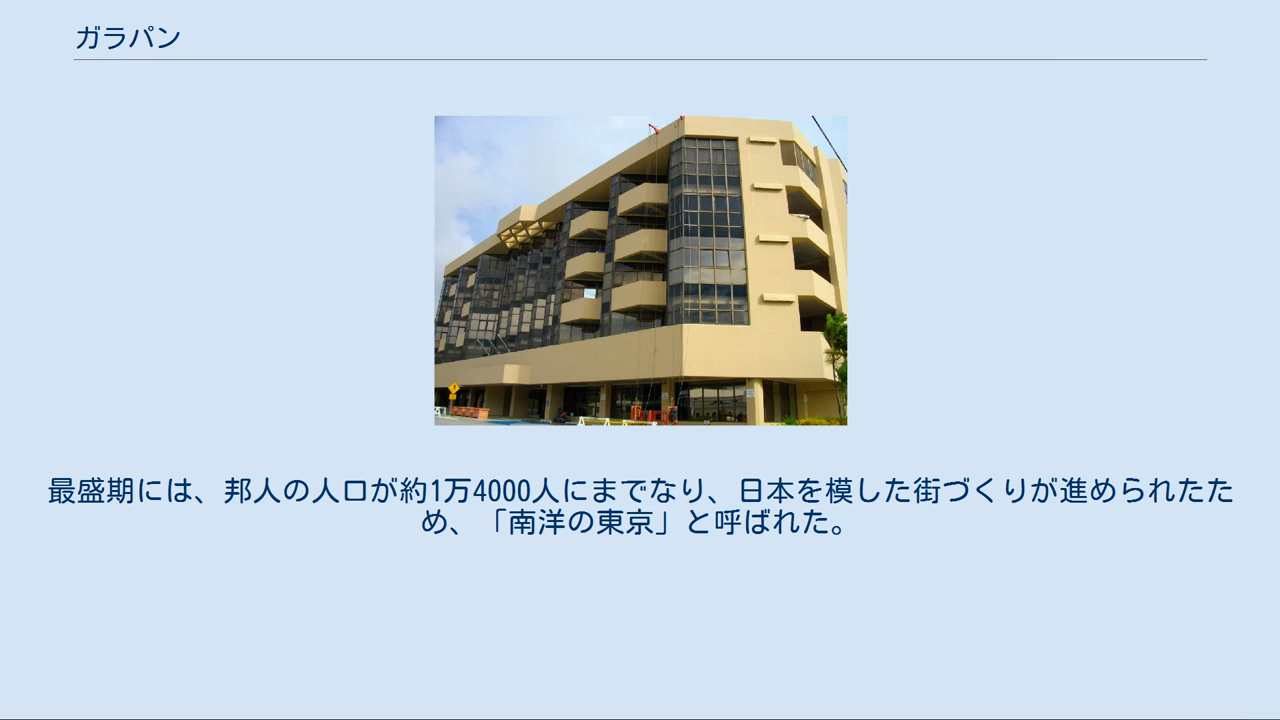 ガラパン
最盛期には、邦人の人口が約1万4000人にまでなり、日本を模した街づくりが進められたた
め、「南洋の東京」と呼ばれた。